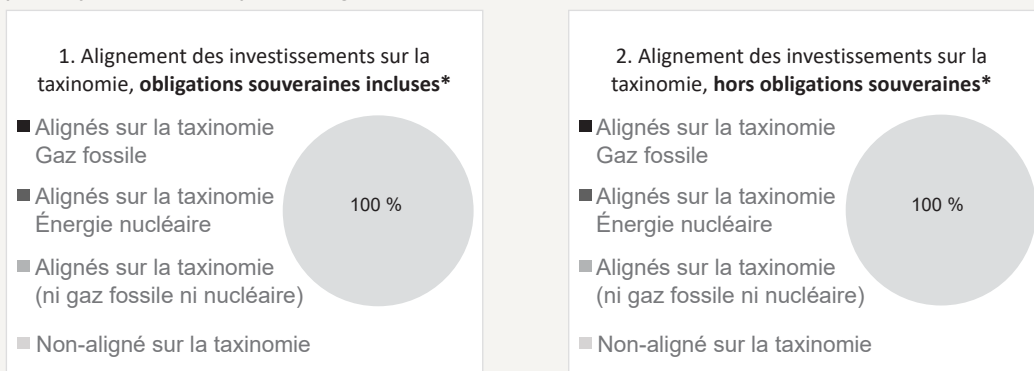 1. Alignement des investissements sur la
taxinomie, obligations souveraines incluses*
Alignés sur la taxinomie
Gaz fossile
Alignés sur la taxinomie
Énergie nucléaire
Alignés sur la taxinomie
(ni gaz fossile ni nucléaire)
Non-aligné sur la taxinomie
100 %
2. Alignement des investissements sur la
taxinomie, hors obligations souveraines*
Alignés sur la taxinomie
Gaz fossile
Alignés sur la taxinomie
Énergie nucléaire
Alignés sur la taxinomie
(ni gaz fossile ni nucléaire)
Non-aligné sur la taxinomie
100 %